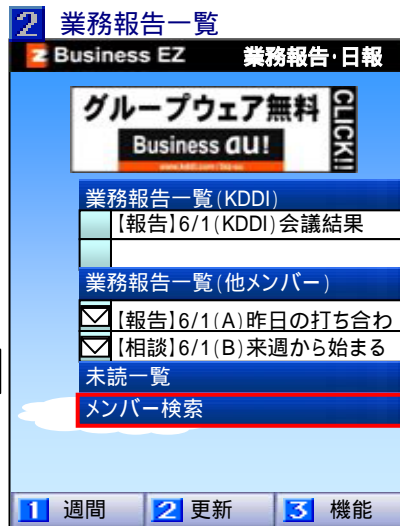 2 業務報告一覧
Business EZ 業務報告･日報
グループウェア無料
CLICK!!
Business au!
業務報告一覧(KDDI)
【報告】6/1(KDDI)会議結果
業務報告一覧(他メンバー)
【報告】6/1(A)昨日の打ち合わ
【相談】6/1(B)来週から始まる
未読一覧
メンバー検索
1 週間 2 更新 3 機能